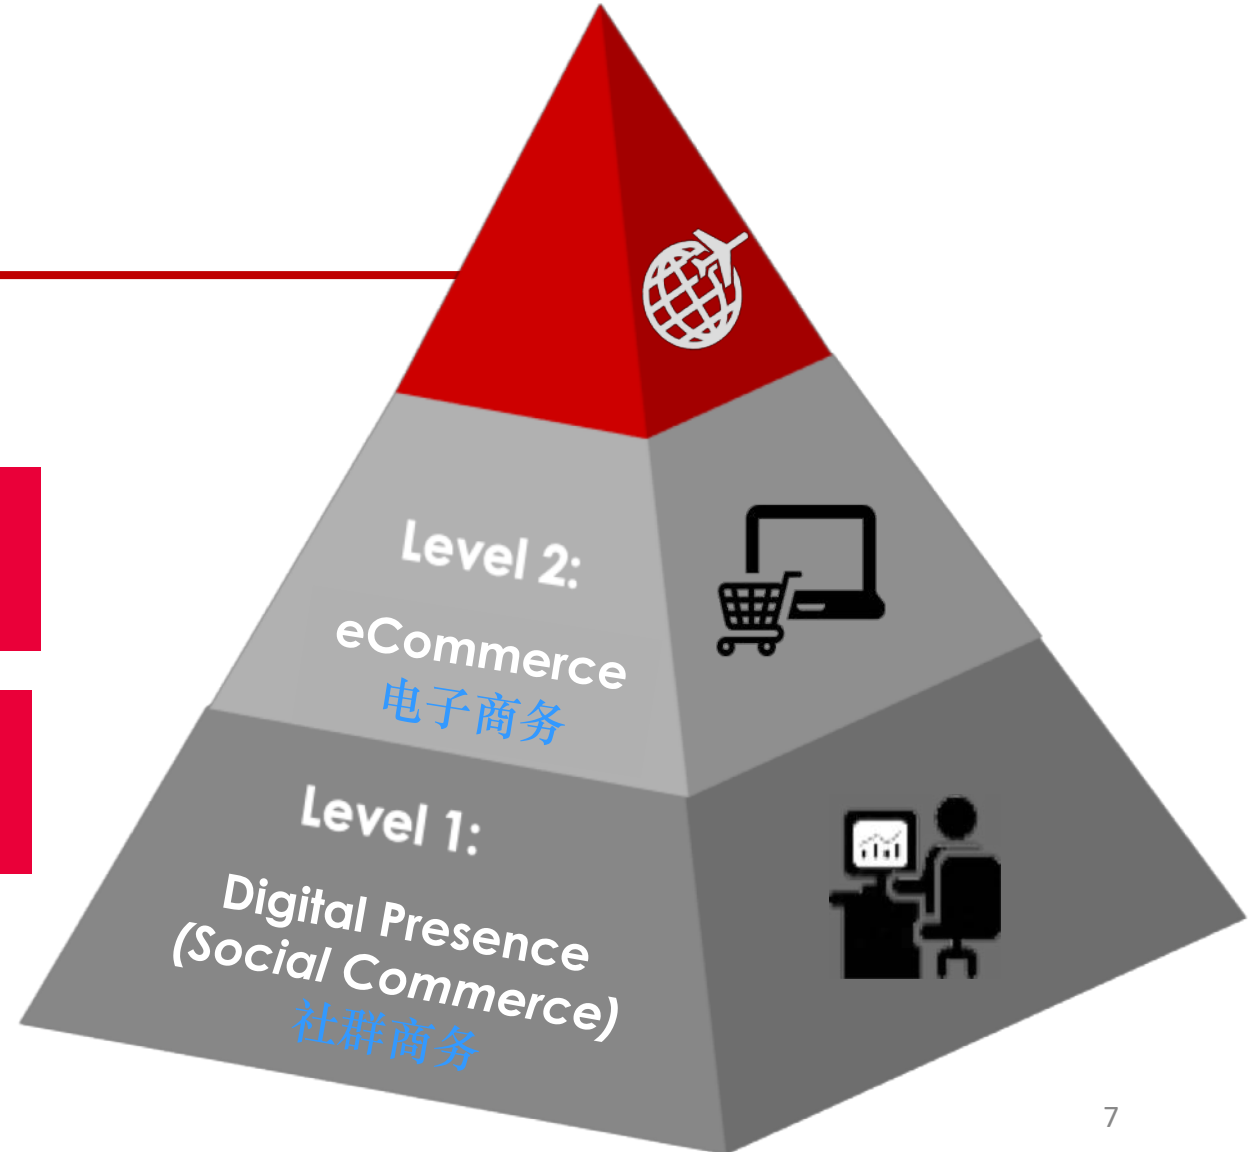 Level 2:
eCommerce
电子商务
Level 1:
Digital Presence
(Social Commerce)
社群商务
7